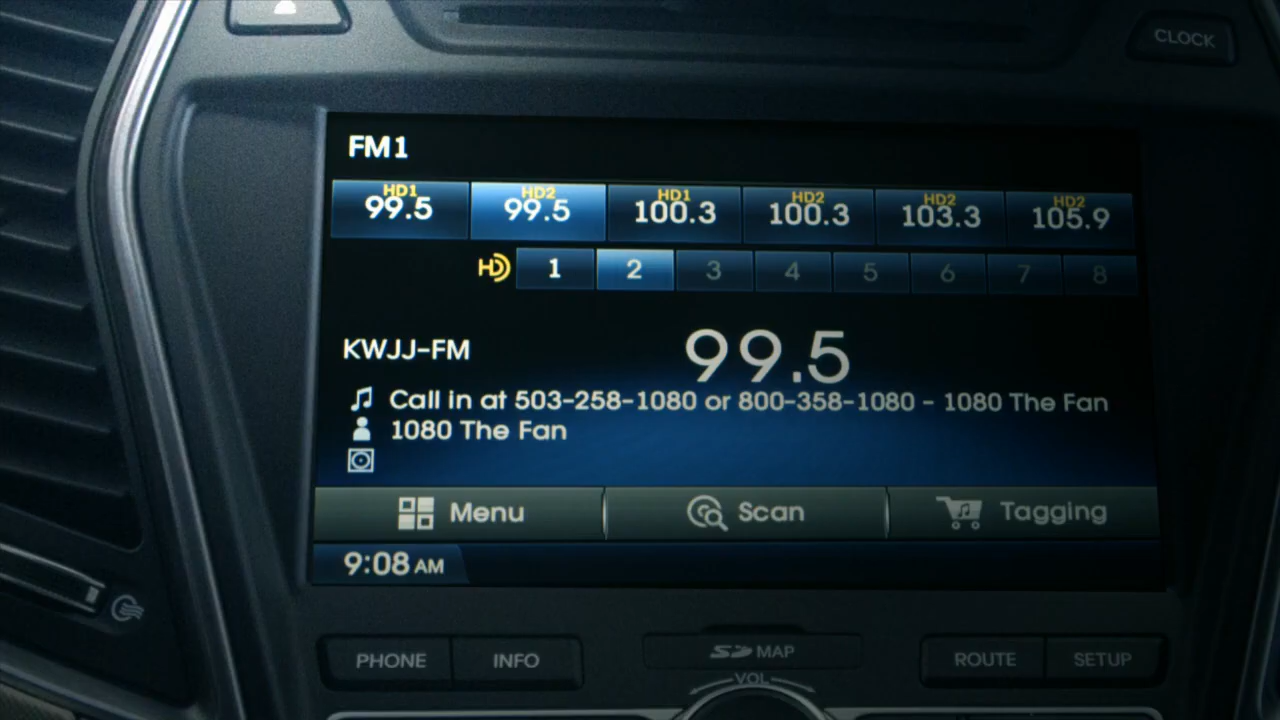 CLOCK
FM1
HD1 HD2 HD1 HD2 HD2 HD2
99.5 99.5 100.3 100.3 103.3 105.9
HD 1 2 3 4 5 6 7 8
KWJJ-FM 99.5
Call in at 503-258-1080 or 800-358-1080 - 1080 The Fan
1080 The Fan
Menu Scan Tagging
9:08 AM
PHONE INFO SD MAP ROUTE SETUP
VOL